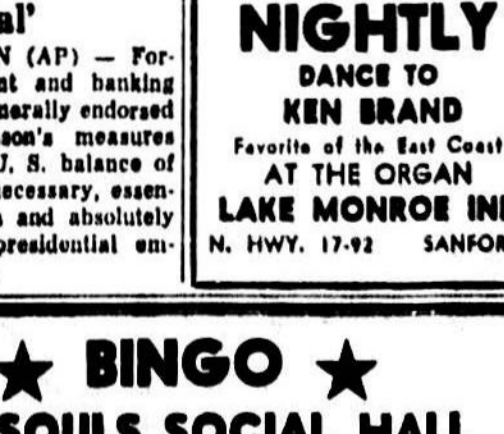 al'
N (AP) — For-
nt and banking
nerally endorsed
son's measures
U. S. balance of
ecessary, essen-
s and absolutely
presidential em-
NIGHTLY
DANCE TO
KEN BRAND
Favorite of the East Coast
AT THE ORGAN
LAKE MONROE INN
N. HWY. 17-92 SANFOR
BINGO
SOULS SOCIAL HALL